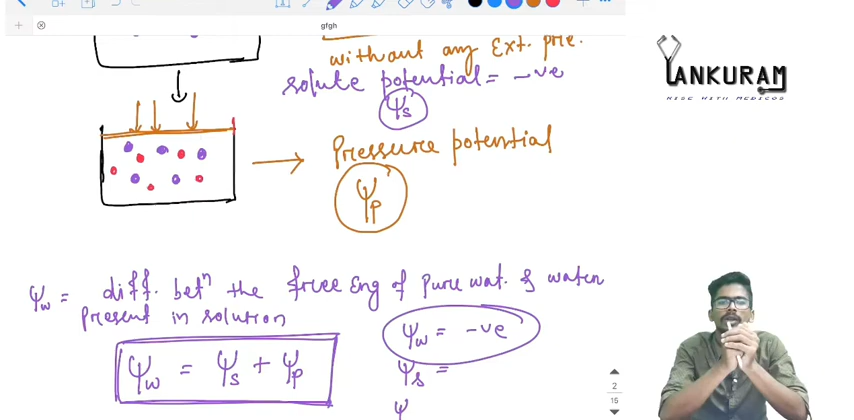 gfgh
without any Ext. pre.
solute potential = -ve
Ψs
Pressure potential
Ψp
Ψw = diff. betⁿ the free Eng of pure wat. & water
present in solution
Ψw = -ve
Ψw = Ψs + Ψp
Ψs =
Ψ
YANKURAM
RISE WITH MEDICOS
2
15